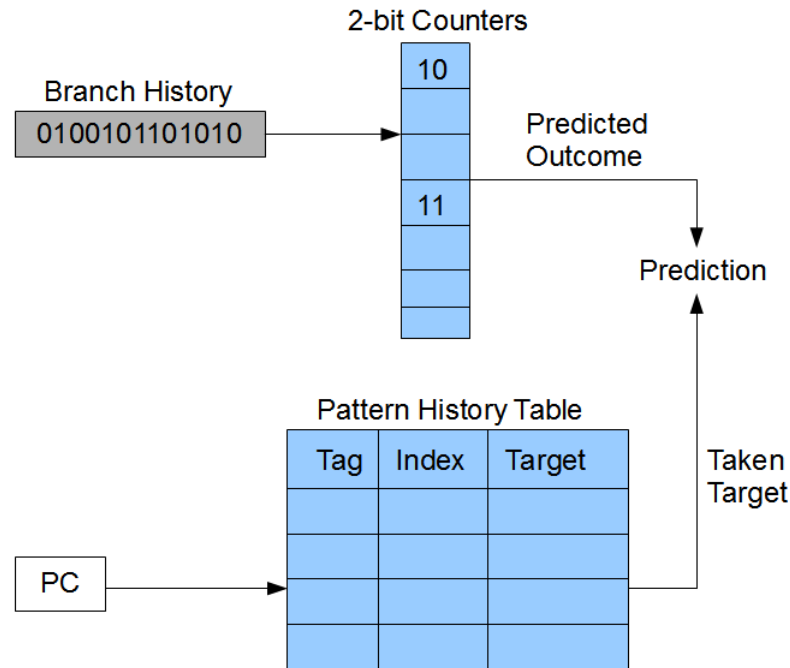 2-bit Counters
10
Branch History
0100101101010
Predicted
Outcome
11
Prediction
Pattern History Table
Tag Index Target
Taken
Target
PC